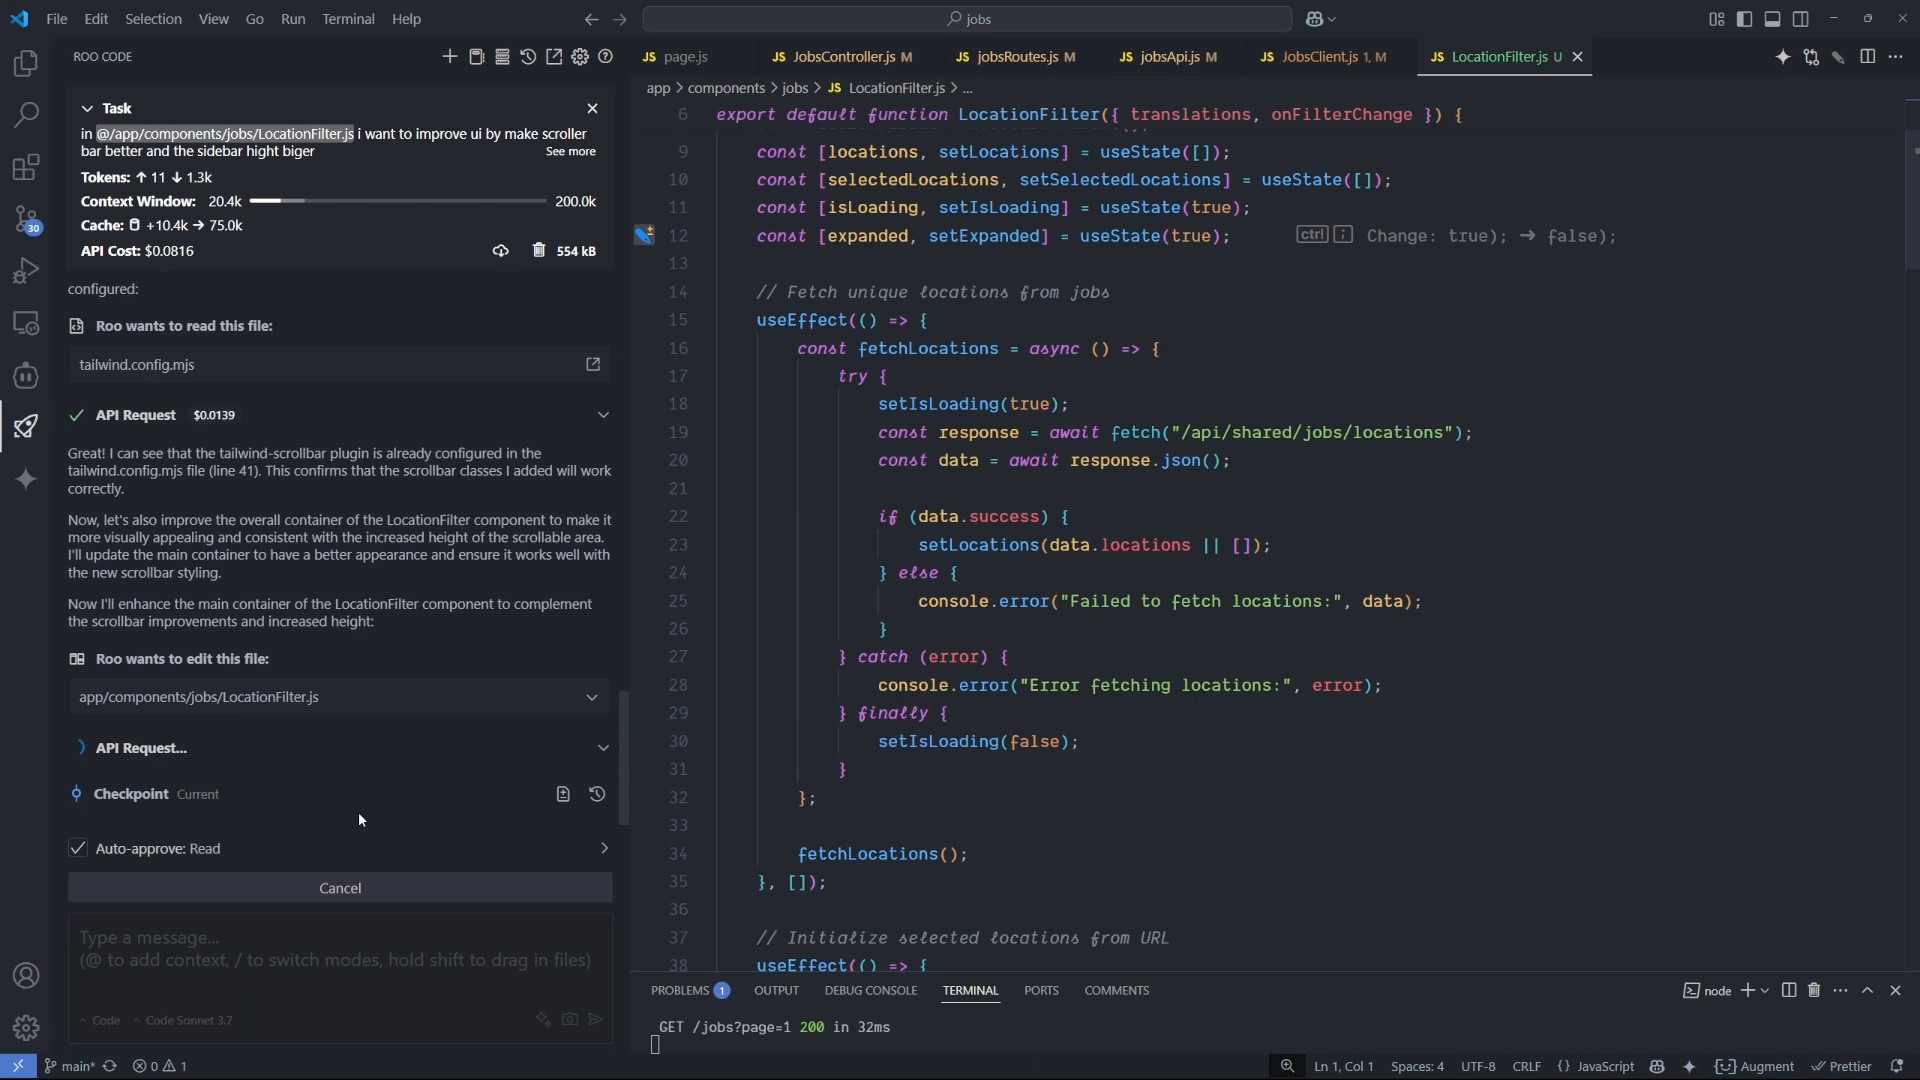 File Edit Selection View Go Run Terminal Help
jobs
ROO CODE
Task
in @/app/components/jobs/LocationFilter.js i want to improve ui by make scroller
bar better and the sidebar hight biger
See more
Tokens: ↑ 11 ↓ 1.3k
Context Window: 20.4k 200.0k
Cache: +10.4k → 75.0k
API Cost: $0.0816
554 kB
configured:
Roo wants to read this file:
tailwind.config.mjs
API Request $0.0139
Great! I can see that the tailwind-scrollbar plugin is already configured in the
tailwind.config.mjs file (line 41). This confirms that the scrollbar classes I added will work
correctly.
Now, let's also improve the overall container of the LocationFilter component to make it
more visually appealing and consistent with the increased height of the scrollable area.
I'll update the main container to have a better appearance and ensure it works well with
the new scrollbar styling.
Now I'll enhance the main container of the LocationFilter component to complement
the scrollbar improvements and increased height:
Roo wants to edit this file:
app/components/jobs/LocationFilter.js
API Request...
Checkpoint Current
Auto-approve: Read
Cancel
Type a message...
(@ to add context, / to switch modes, hold shift to drag in files)
Code Code Sonnet 3.7
30
JS page.js JS JobsController.js M JS jobsRoutes.js M JS jobsApi.js M JS JobsClient.js 1, M JS LocationFilter.js U
app > components > jobs > JS LocationFilter.js > ...
6 export default function LocationFilter({ translations, onFilterChange }) {
9 const [locations, setLocations] = useState([]);
10 const [selectedLocations, setSelectedLocations] = useState([]);
11 const [isLoading, setIsLoading] = useState(true);
12 const [expanded, setExpanded] = useState(true); ctrl ; Change: true); → false);
13
14 // Fetch unique locations from jobs
15 useEffect(() => {
16 const fetchLocations = async () => {
17 try {
18 setIsLoading(true);
19 const response = await fetch("/api/shared/jobs/locations");
20 const data = await response.json();
21
22 if (data.success) {
23 setLocations(data.locations || []);
24 } else {
25 console.error("Failed to fetch locations:", data);
26 }
27 } catch (error) {
28 console.error("Error fetching locations:", error);
29 } finally {
30 setIsLoading(false);
31 }
32 };
33
34 fetchLocations();
35 }, []);
36
37 // Initialize selected locations from URL
38 useEffect(() => {
PROBLEMS 1 OUTPUT DEBUG CONSOLE TERMINAL PORTS COMMENTS
node
GET /jobs?page=1 200 in 32ms
main* 0 1
Ln 1, Col 1 Spaces: 4 UTF-8 CRLF {} JavaScript Augment Prettier